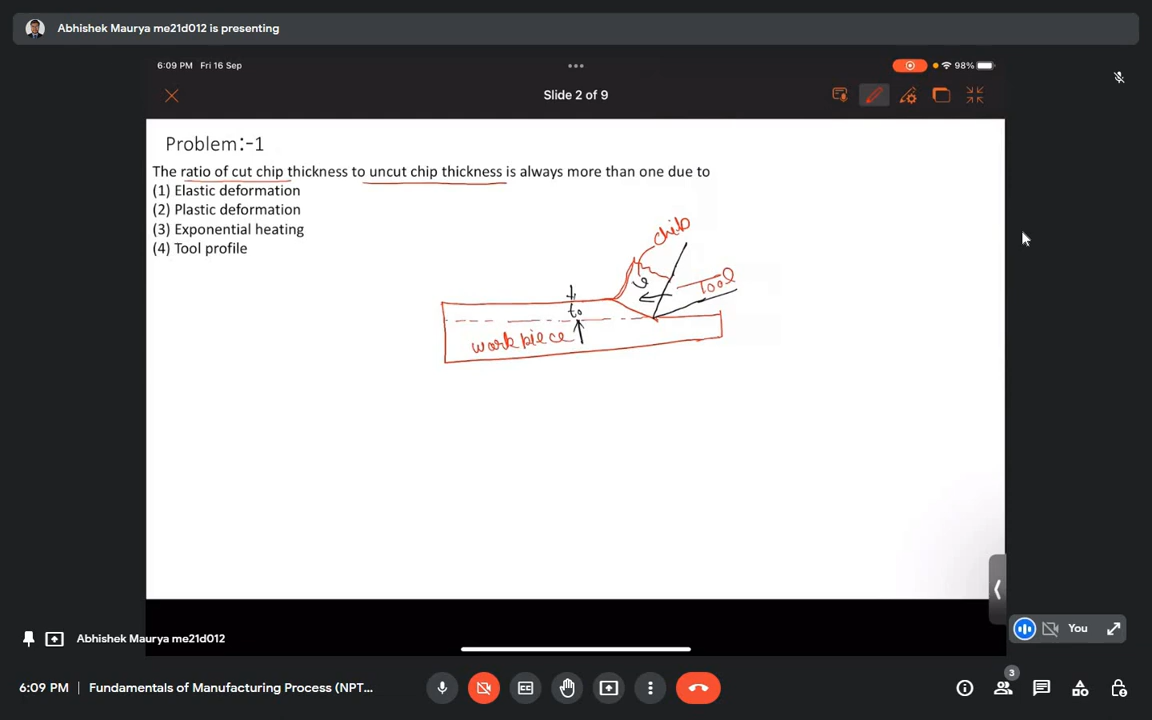 Abhishek Maurya me21d012 is presenting
6:09 PM Fri 16 Sep
98%
Slide 2 of 9
Problem:-1
The ratio of cut chip thickness to uncut chip thickness is always more than one due to
(1) Elastic deformation
(2) Plastic deformation
(3) Exponential heating
(4) Tool profile
chip
Tool
to
workpiece
Abhishek Maurya me21d012
You
6:09 PM | Fundamentals of Manufacturing Process (NPT...
3